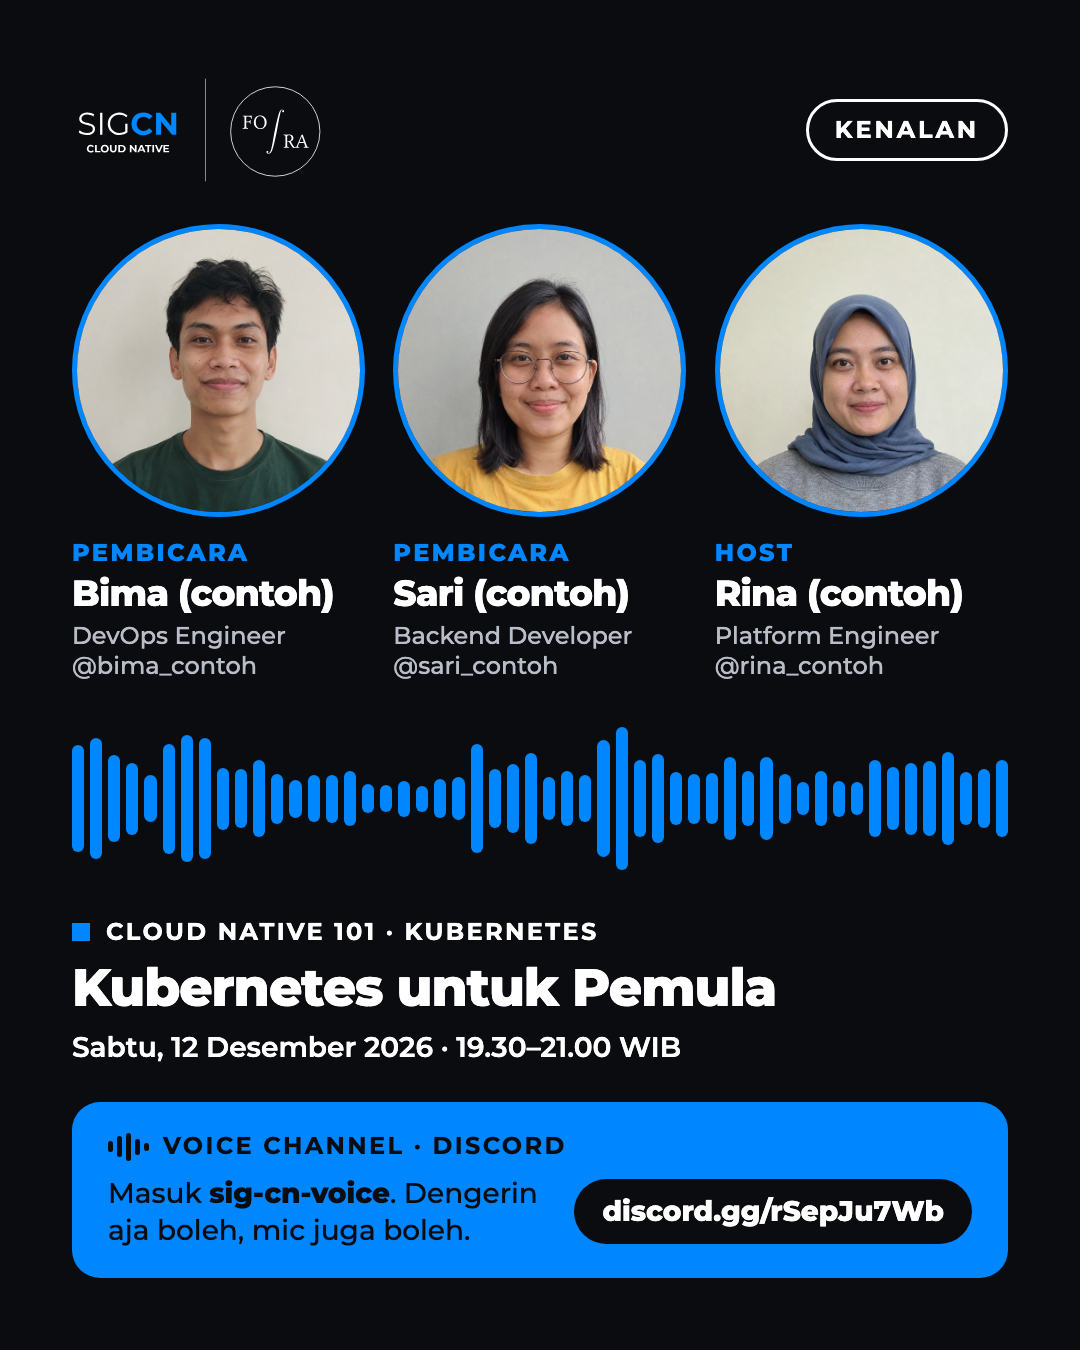 SIGCN
CLOUD NATIVE
FO RA
KENALAN
PEMBICARA
Bima (contoh)
DevOps Engineer
@bima_contoh
PEMBICARA
Sari (contoh)
Backend Developer
@sari_contoh
HOST
Rina (contoh)
Platform Engineer
@rina_contoh
CLOUD NATIVE 101 · KUBERNETES
Kubernetes untuk Pemula
Sabtu, 12 Desember 2026 · 19.30–21.00 WIB
VOICE CHANNEL · DISCORD
Masuk sig-cn-voice. Dengerin
aja boleh, mic juga boleh.
discord.gg/rSepJu7Wb